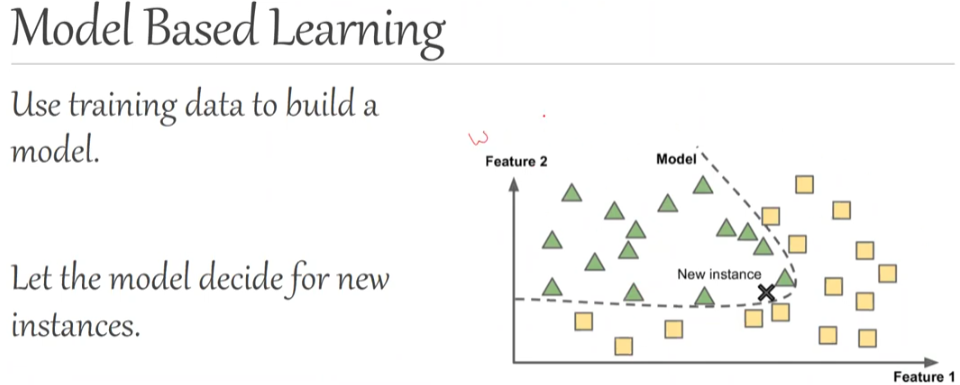 Model Based Learning
Use training data to build a
model.
Let the model decide for new
instances.
w
Feature 2
Model
New instance
Feature 1